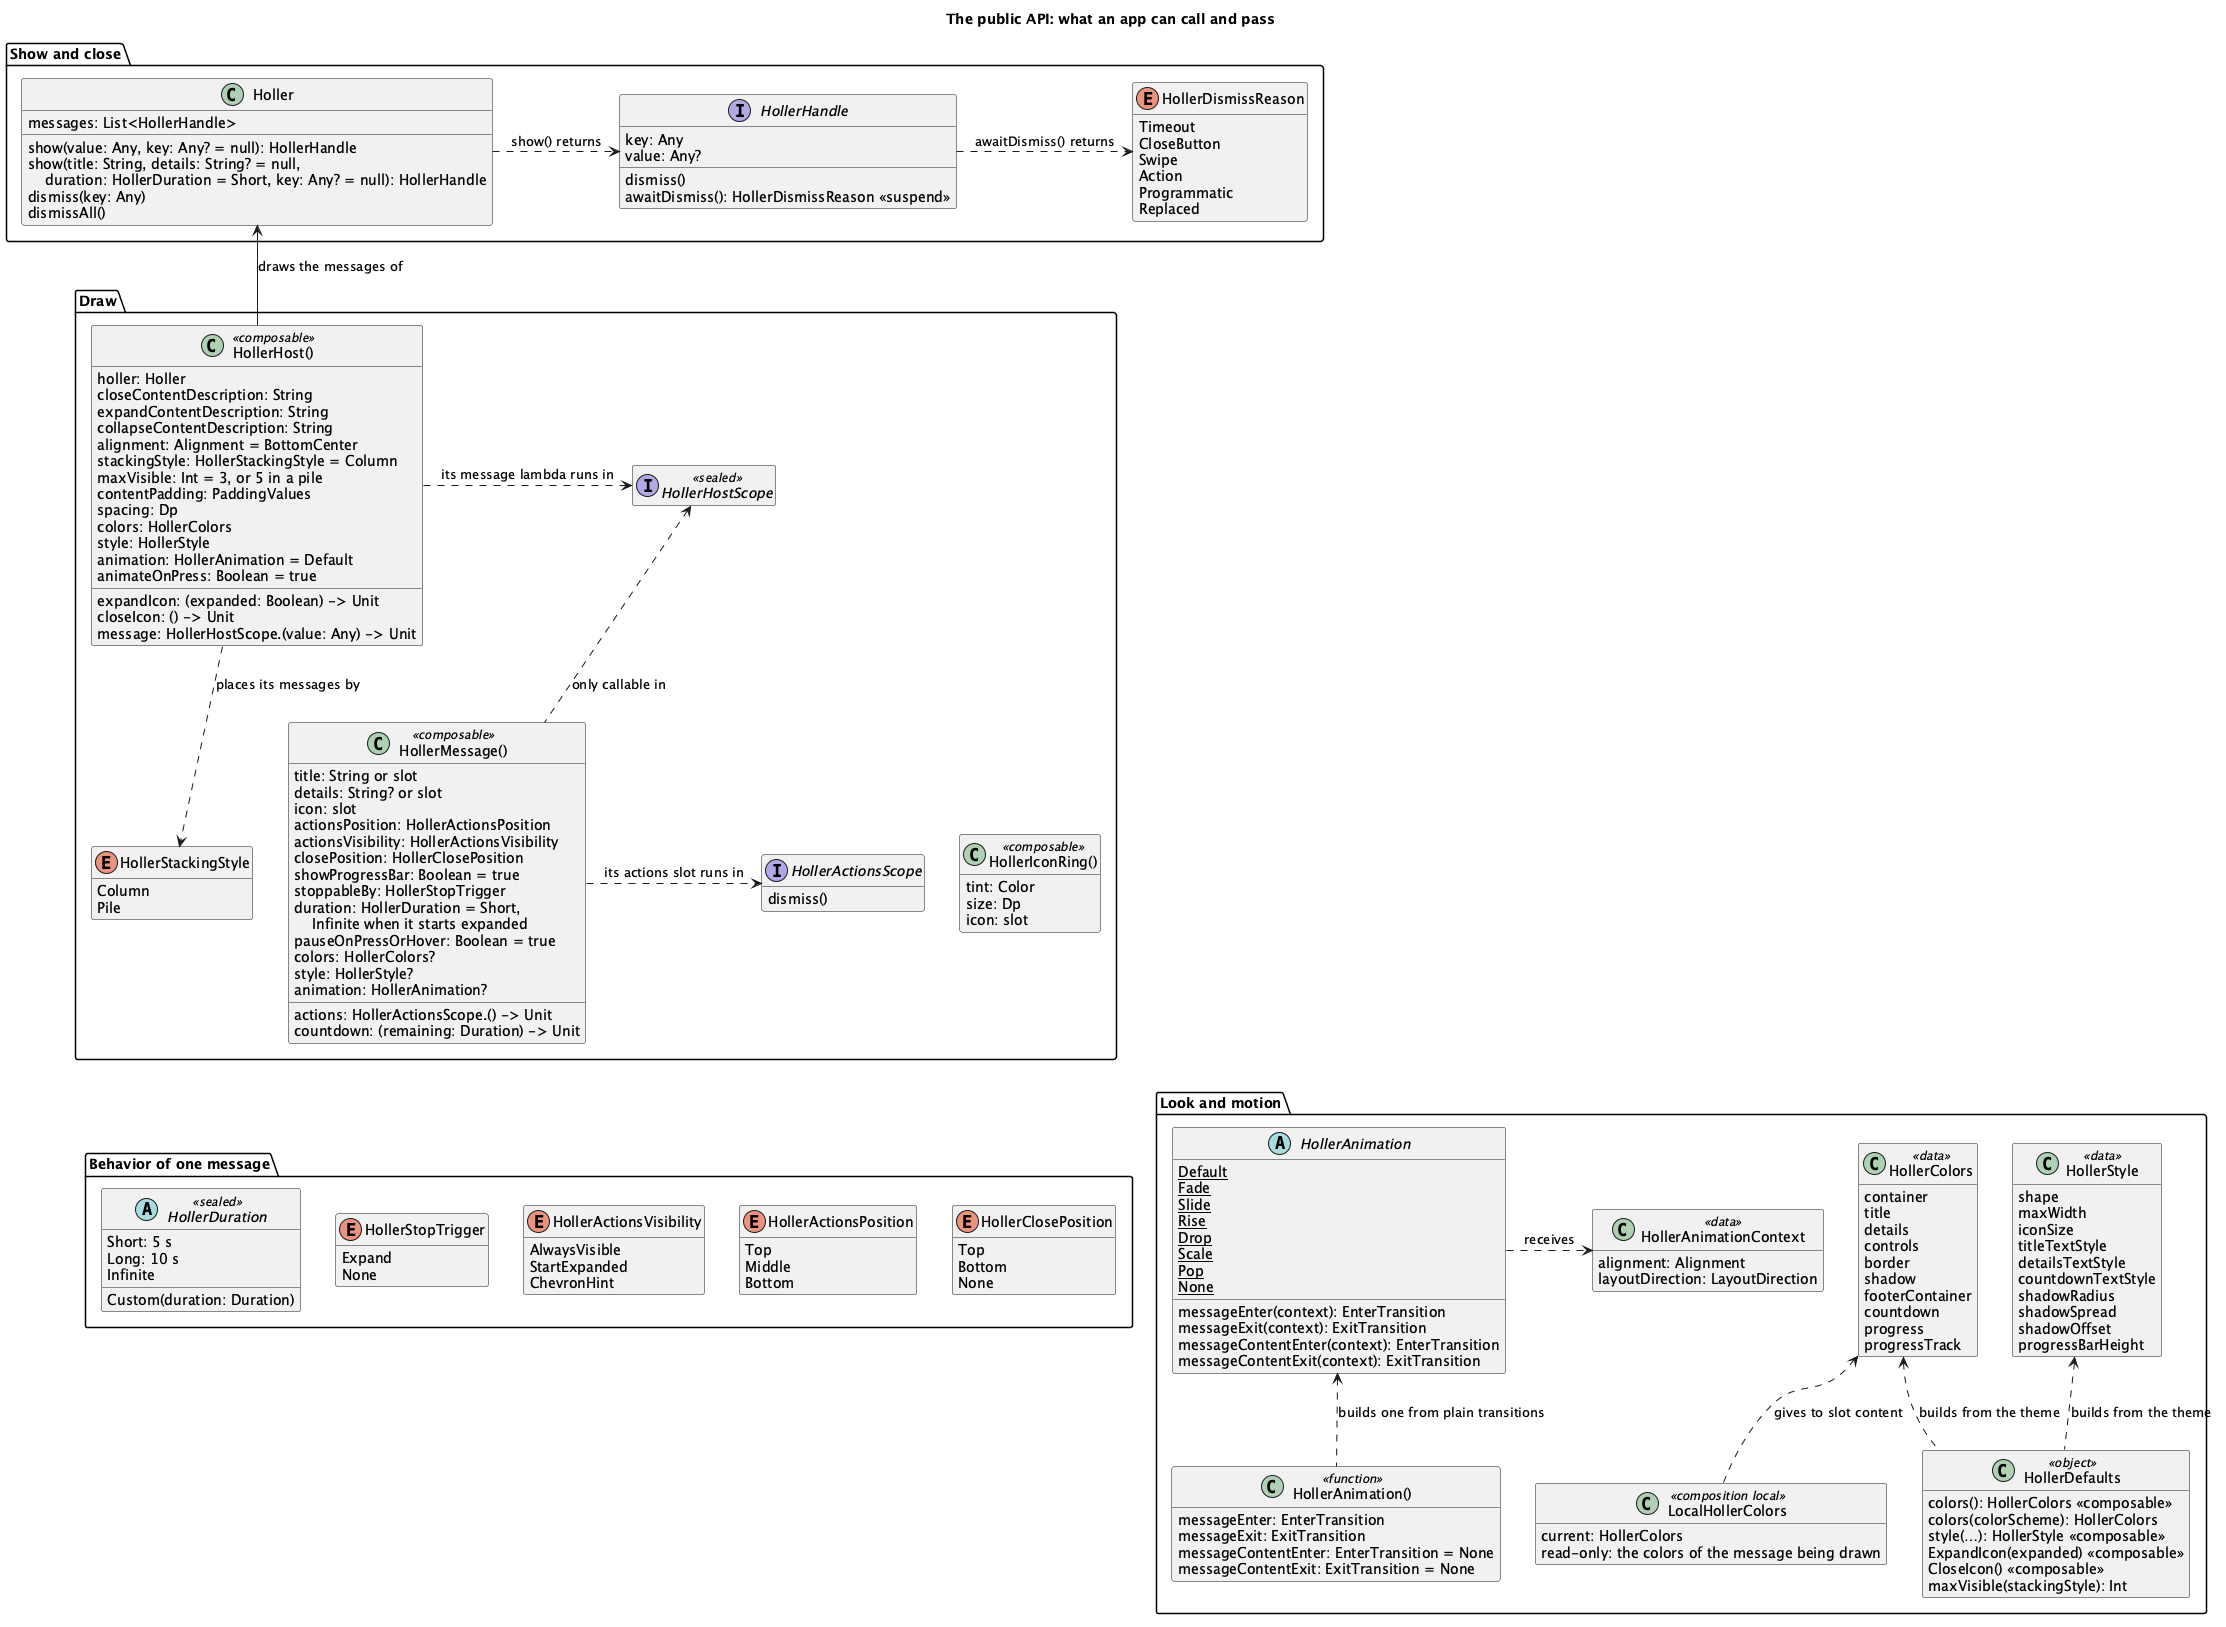 The public API: what an app can call and pass
Show and close
C Holler
messages: List<HollerHandle>
show(value: Any, key: Any? = null): HollerHandle
show(title: String, details: String? = null,
duration: HollerDuration = Short, key: Any? = null): HollerHandle
dismiss(key: Any)
dismissAll()
show() returns
I HollerHandle
key: Any
value: Any?
dismiss()
awaitDismiss(): HollerDismissReason «suspend»
awaitDismiss() returns
E HollerDismissReason
Timeout
CloseButton
Swipe
Action
Programmatic
Replaced
draws the messages of
Draw
C «composable»
HollerHost()
holler: Holler
closeContentDescription: String
expandContentDescription: String
collapseContentDescription: String
alignment: Alignment = BottomCenter
stackingStyle: HollerStackingStyle = Column
maxVisible: Int = 3, or 5 in a pile
contentPadding: PaddingValues
spacing: Dp
colors: HollerColors
style: HollerStyle
animation: HollerAnimation = Default
animateOnPress: Boolean = true
expandIcon: (expanded: Boolean) -> Unit
closeIcon: () -> Unit
message: HollerHostScope.(value: Any) -> Unit
its message lambda runs in
I «sealed»
HollerHostScope
places its messages by
only callable in
E HollerStackingStyle
Column
Pile
C «composable»
HollerMessage()
title: String or slot
details: String? or slot
icon: slot
actionsPosition: HollerActionsPosition
actionsVisibility: HollerActionsVisibility
closePosition: HollerClosePosition
showProgressBar: Boolean = true
stoppableBy: HollerStopTrigger
duration: HollerDuration = Short,
Infinite when it starts expanded
pauseOnPressOrHover: Boolean = true
colors: HollerColors?
style: HollerStyle?
animation: HollerAnimation?
actions: HollerActionsScope.() -> Unit
countdown: (remaining: Duration) -> Unit
its actions slot runs in
I HollerActionsScope
dismiss()
C «composable»
HollerIconRing()
tint: Color
size: Dp
icon: slot
Behavior of one message
A «sealed»
HollerDuration
Short: 5 s
Long: 10 s
Infinite
Custom(duration: Duration)
E HollerStopTrigger
Expand
None
E HollerActionsVisibility
AlwaysVisible
StartExpanded
ChevronHint
E HollerActionsPosition
Top
Middle
Bottom
E HollerClosePosition
Top
Bottom
None
Look and motion
A HollerAnimation
Default
Fade
Slide
Rise
Drop
Scale
Pop
None
messageEnter(context): EnterTransition
messageExit(context): ExitTransition
messageContentEnter(context): EnterTransition
messageContentExit(context): ExitTransition
receives
C «data»
HollerAnimationContext
alignment: Alignment
layoutDirection: LayoutDirection
C «data»
HollerColors
container
title
details
controls
border
shadow
footerContainer
countdown
progress
progressTrack
C «data»
HollerStyle
shape
maxWidth
iconSize
titleTextStyle
detailsTextStyle
countdownTextStyle
shadowRadius
shadowSpread
shadowOffset
progressBarHeight
builds one from plain transitions
gives to slot content
builds from the theme
builds from the theme
C «function»
HollerAnimation()
messageEnter: EnterTransition
messageExit: ExitTransition
messageContentEnter: EnterTransition = None
messageContentExit: ExitTransition = None
C «composition local»
LocalHollerColors
current: HollerColors
read-only: the colors of the message being drawn
C «object»
HollerDefaults
colors(): HollerColors «composable»
colors(colorScheme): HollerColors
style(...): HollerStyle «composable»
ExpandIcon(expanded) «composable»
CloseIcon() «composable»
maxVisible(stackingStyle): Int